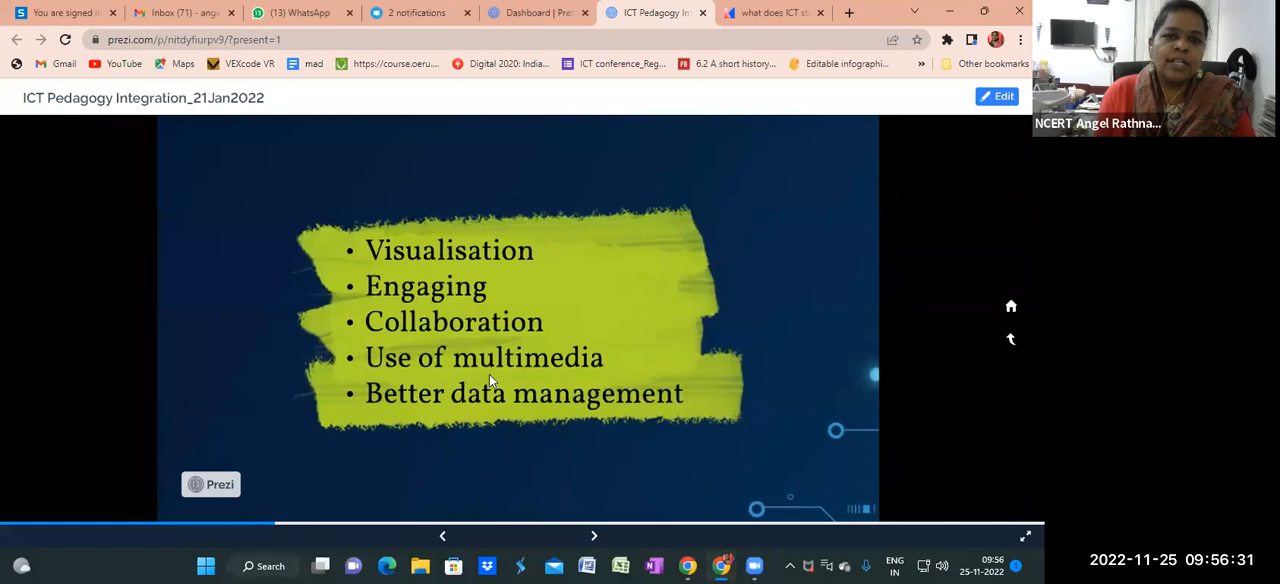 You are signed in
Inbox (71) - ang
(13) WhatsApp
2 notifications
Dashboard | Pre
ICT Pedagogy In
what does ICT st
prezi.com/p/nitdyfiurpv9/?present=1
Gmail
YouTube
Maps
VEXcode VR
mad
https://course.oeru....
Digital 2020: India...
ICT conference_Reg...
6.2 A short history...
Editable infographi...
»
Other bookmarks
ICT Pedagogy Integration_21Jan2022
Edit
NCERT Angel Rathna...
• Visualisation
• Engaging
• Collaboration
• Use of multimedia
• Better data management
Prezi
Search
ENG
IN
09:56
25-11-2022
2022-11-25 09:56:31